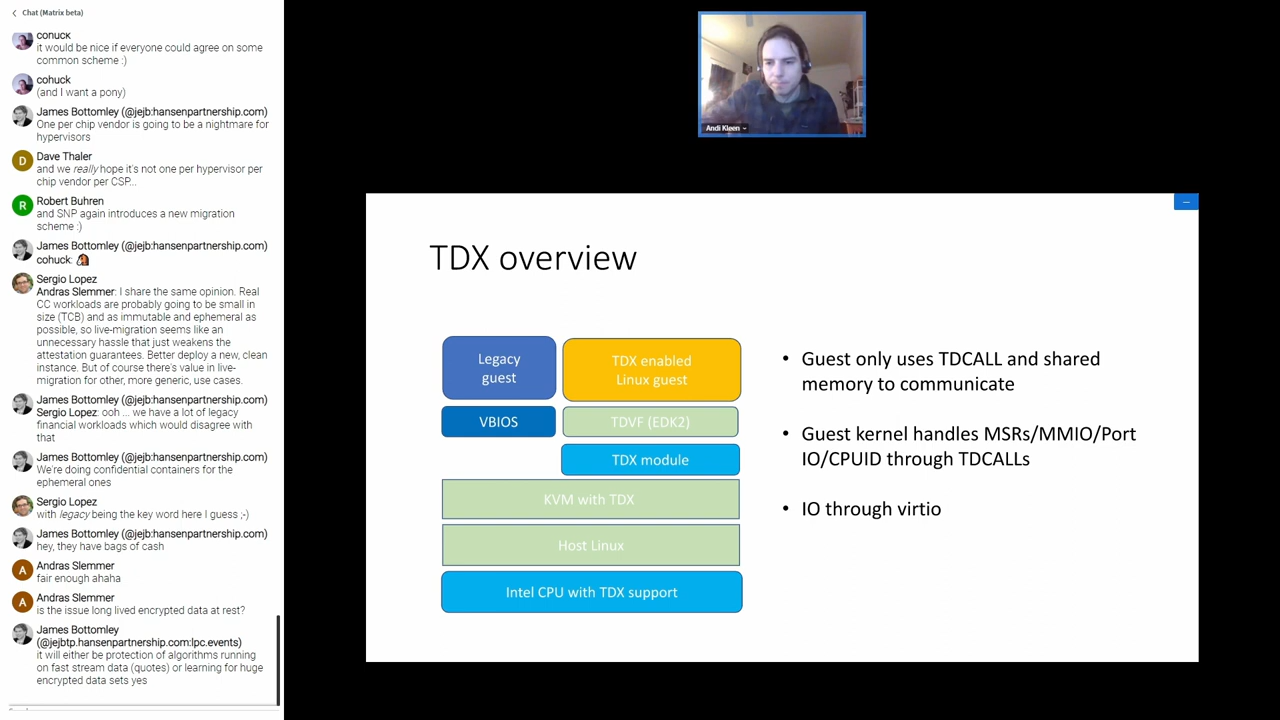 Chat (Matrix beta)
cohuck
it would be nice if everyone could agree on some
common scheme :)
cohuck
(and I want a pony)
James Bottomley (@jejb:hansenpartnership.com)
One per chip vendor is going to be a nightmare for
hypervisors
D
Dave Thaler
and we really hope it's not one per hypervisor per
chip vendor per CSP...
R
Robert Buhren
and SNP again introduces a new migration
scheme :)
James Bottomley (@jejb:hansenpartnership.com)
cohuck: 🐴
Sergio Lopez
Andras Slemmer: I share the same opinion. Real
CC workloads are probably going to be small in
size (TCB) and as immutable and ephemeral as
possible, so live-migration seems like an
unnecessary hassle that just weakens the
attestation guarantees. Better deploy a new, clean
instance. But of course there's value in live-
migration for other, more generic, use cases.
James Bottomley (@jejb:hansenpartnership.com)
Sergio Lopez: ooh ... we have a lot of legacy
financial workloads which would disagree with
that
James Bottomley (@jejb:hansenpartnership.com)
We're doing confidential containers for the
ephemeral ones
Sergio Lopez
with legacy being the key word here I guess ;-)
James Bottomley (@jejb:hansenpartnership.com)
hey, they have bags of cash
A
Andras Slemmer
fair enough ahaha
A
Andras Slemmer
is the issue long lived encrypted data at rest?
James Bottomley
(@jejbtp.hansenpartnership.com:lpc.events)
it will either be protection of algorithms running
on fast stream data (quotes) or learning for huge
encrypted data sets yes
Andi Kleen
TDX overview
Legacy
guest
TDX enabled
Linux guest
VBIOS
TDVF (EDK2)
TDX module
KVM with TDX
Host Linux
Intel CPU with TDX support
• Guest only uses TDCALL and shared
memory to communicate
• Guest kernel handles MSRs/MMIO/Port
IO/CPUID through TDCALLs
• IO through virtio